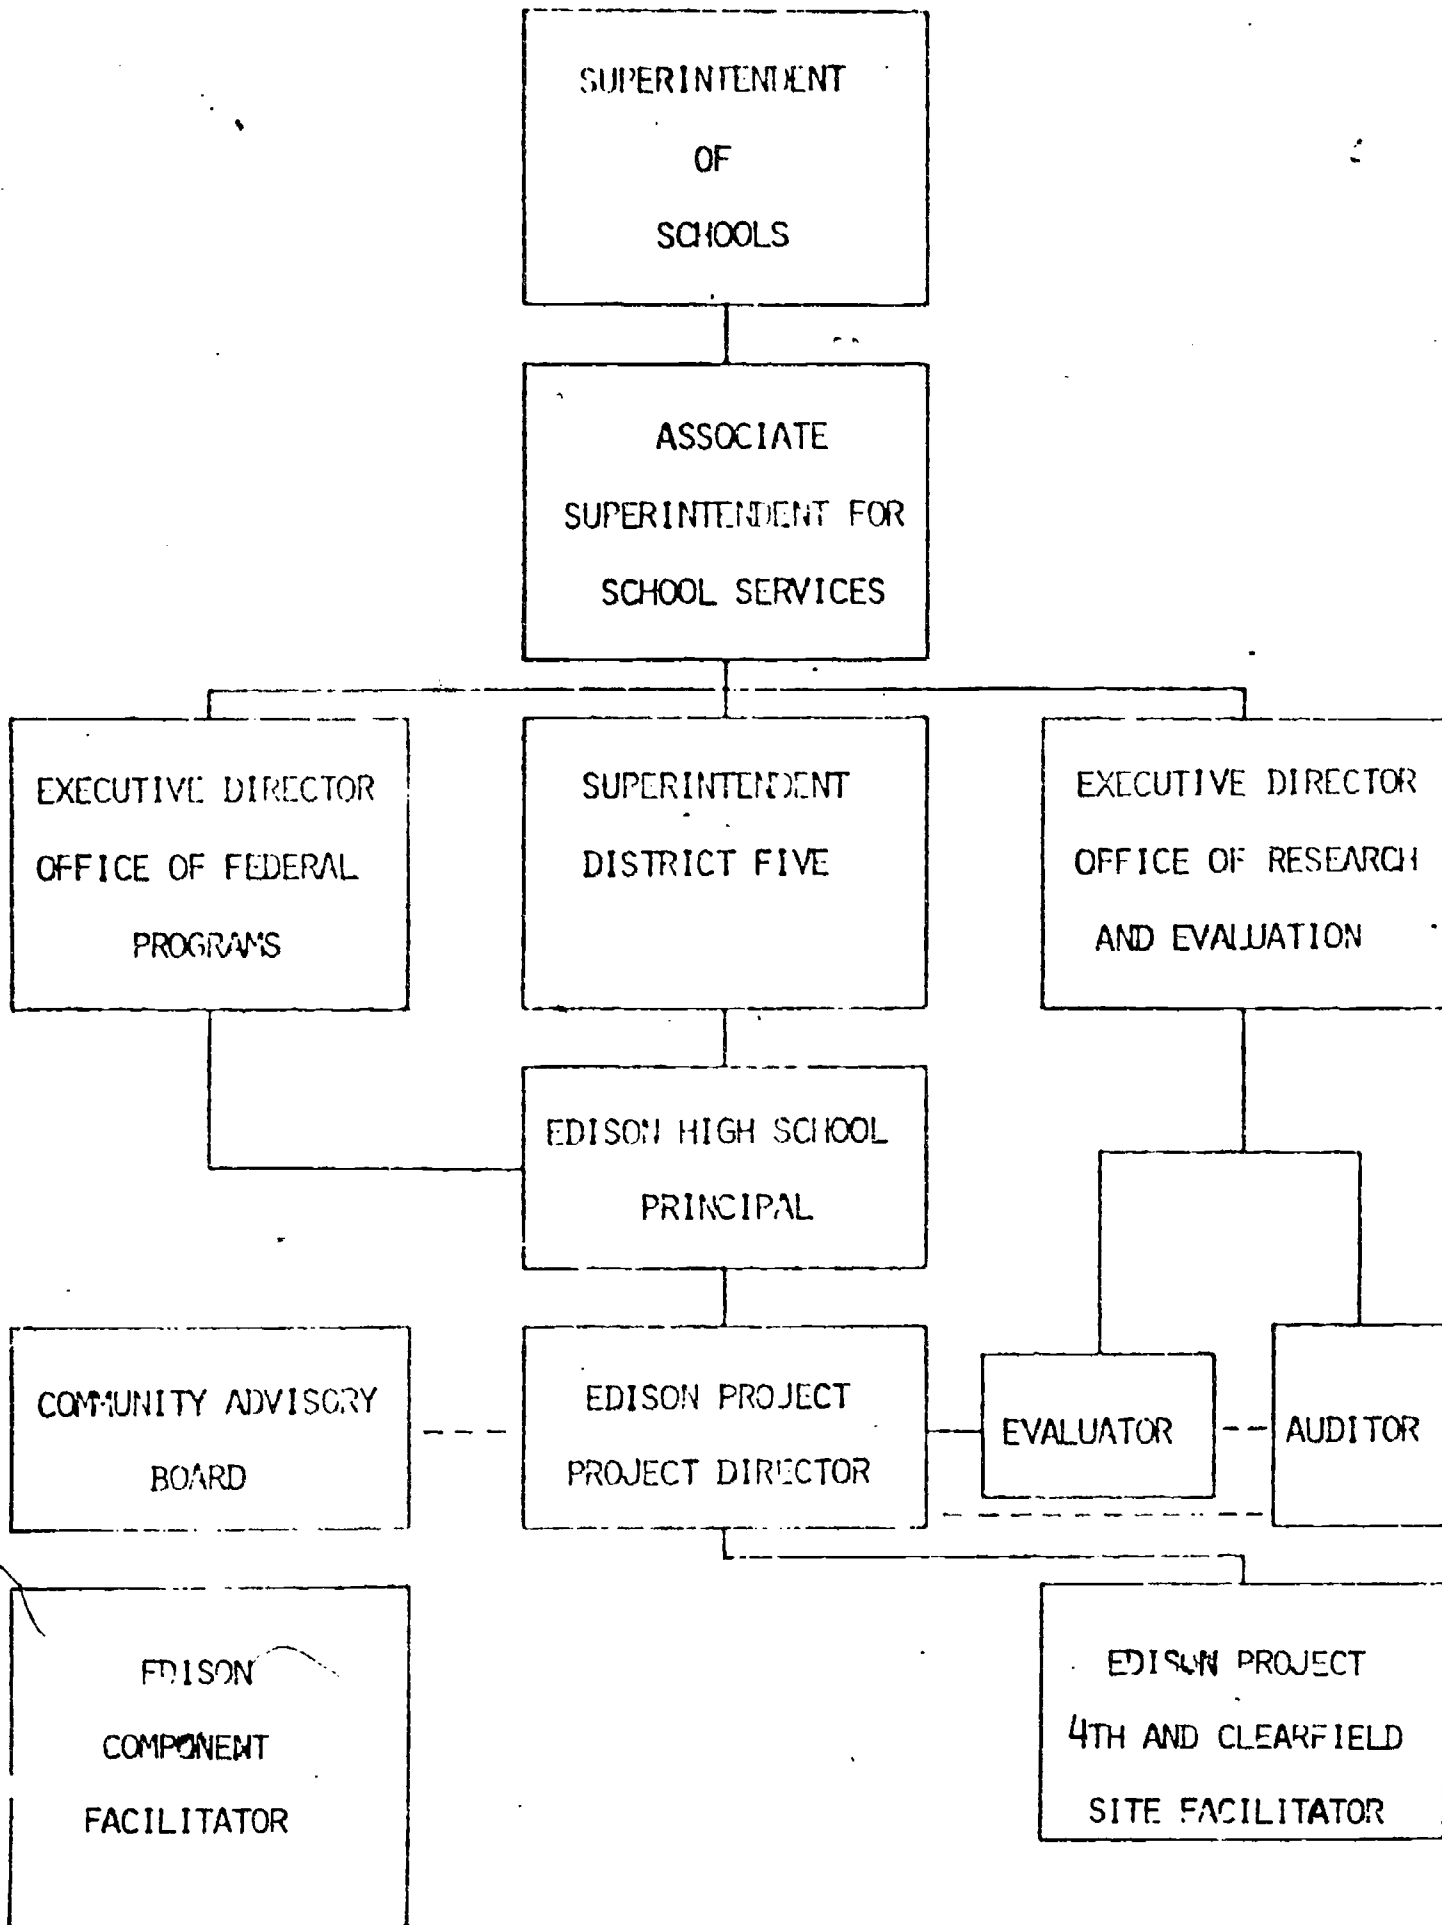 SUPERINTENDENT
OF
SCHOOLS
ASSOCIATE
SUPERINTENDENT FOR
SCHOOL SERVICES
EXECUTIVE DIRECTOR
OFFICE OF FEDERAL
PROGRAMS
SUPERINTENDENT
DISTRICT FIVE
EXECUTIVE DIRECTOR
OFFICE OF RESEARCH
AND EVALUATION
EDISON HIGH SCHOOL
PRINCIPAL
COMMUNITY ADVISORY
BOARD
EDISON PROJECT
PROJECT DIRECTOR
EVALUATOR
AUDITOR
EDISON
COMPONENT
FACILITATOR
EDISON PROJECT
4TH AND CLEARFIELD
SITE FACILITATOR